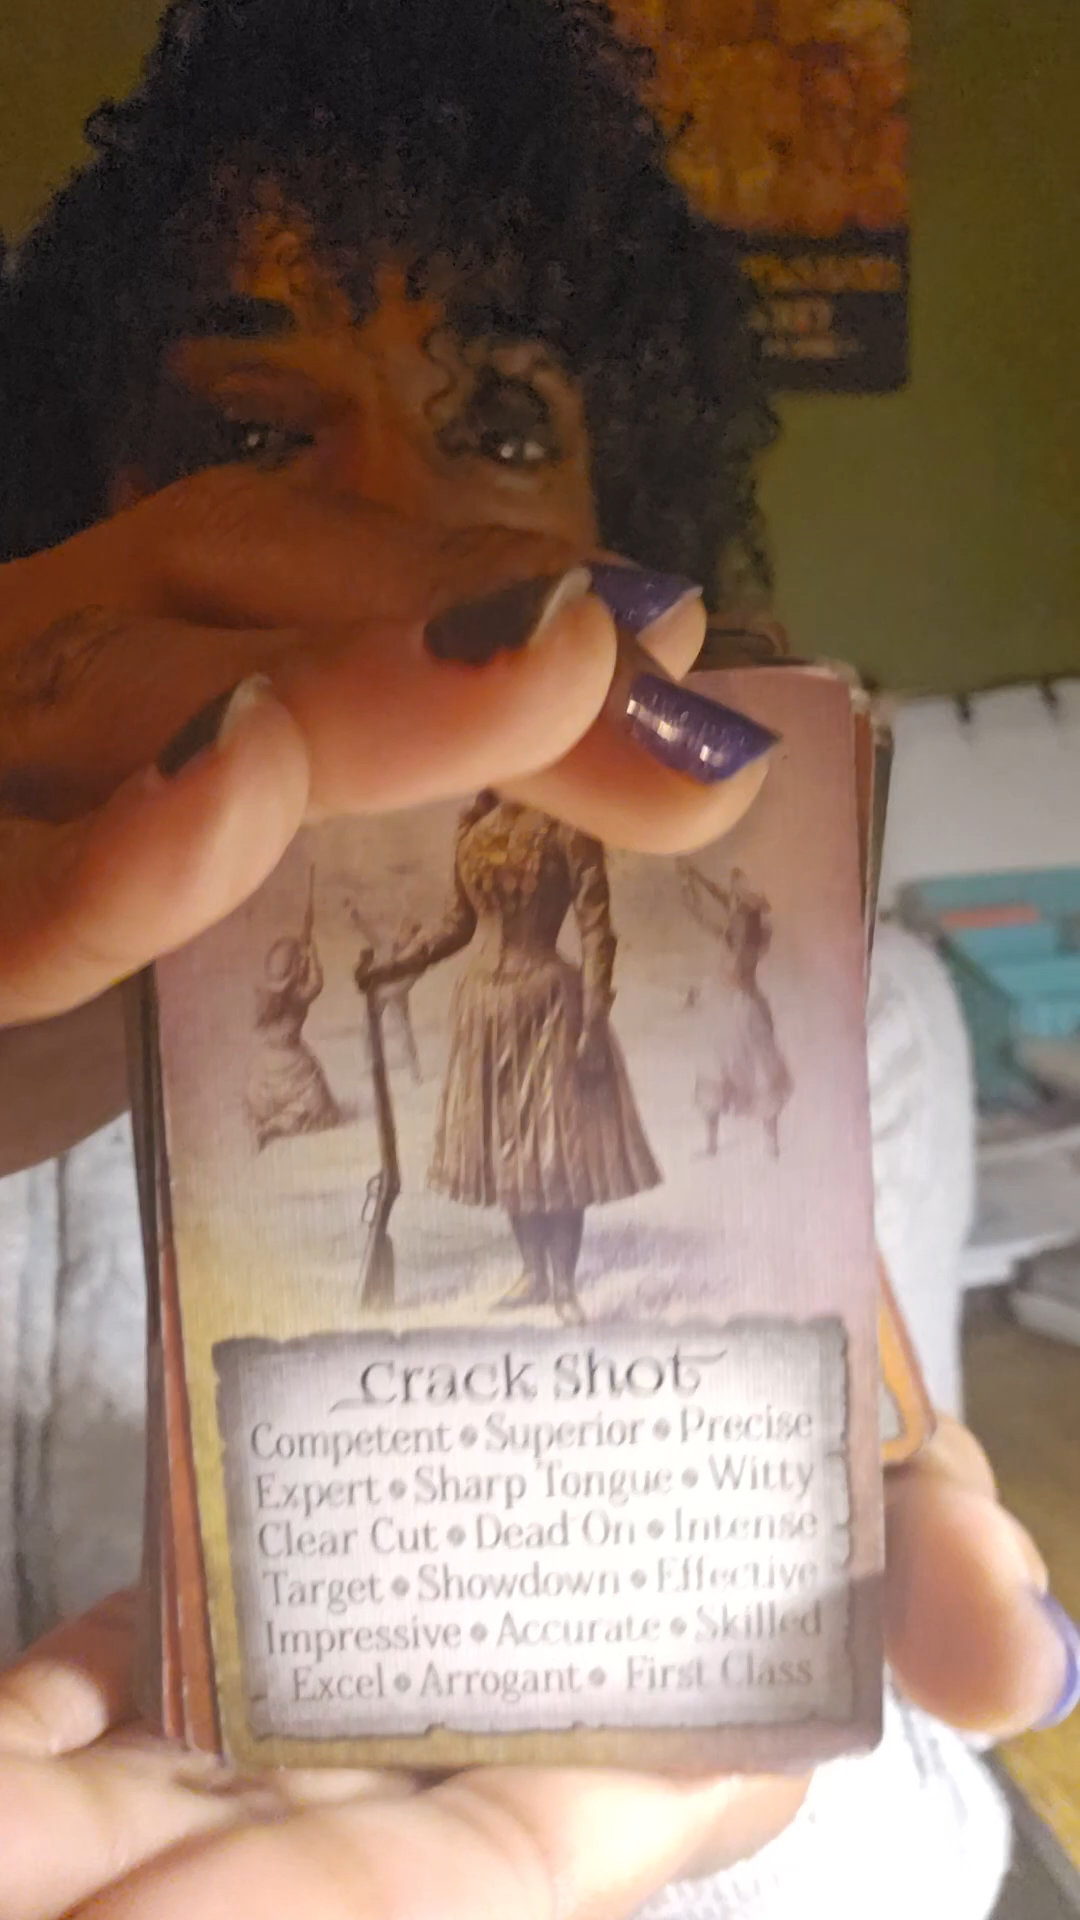 Crack Shot
Competent • Superior • Precise
Expert • Sharp Tongue • Witty
Clear Cut • Dead On • Intense
Target • Showdown • Effective
Impressive • Accurate • Skilled
Excel • Arrogant • First Class